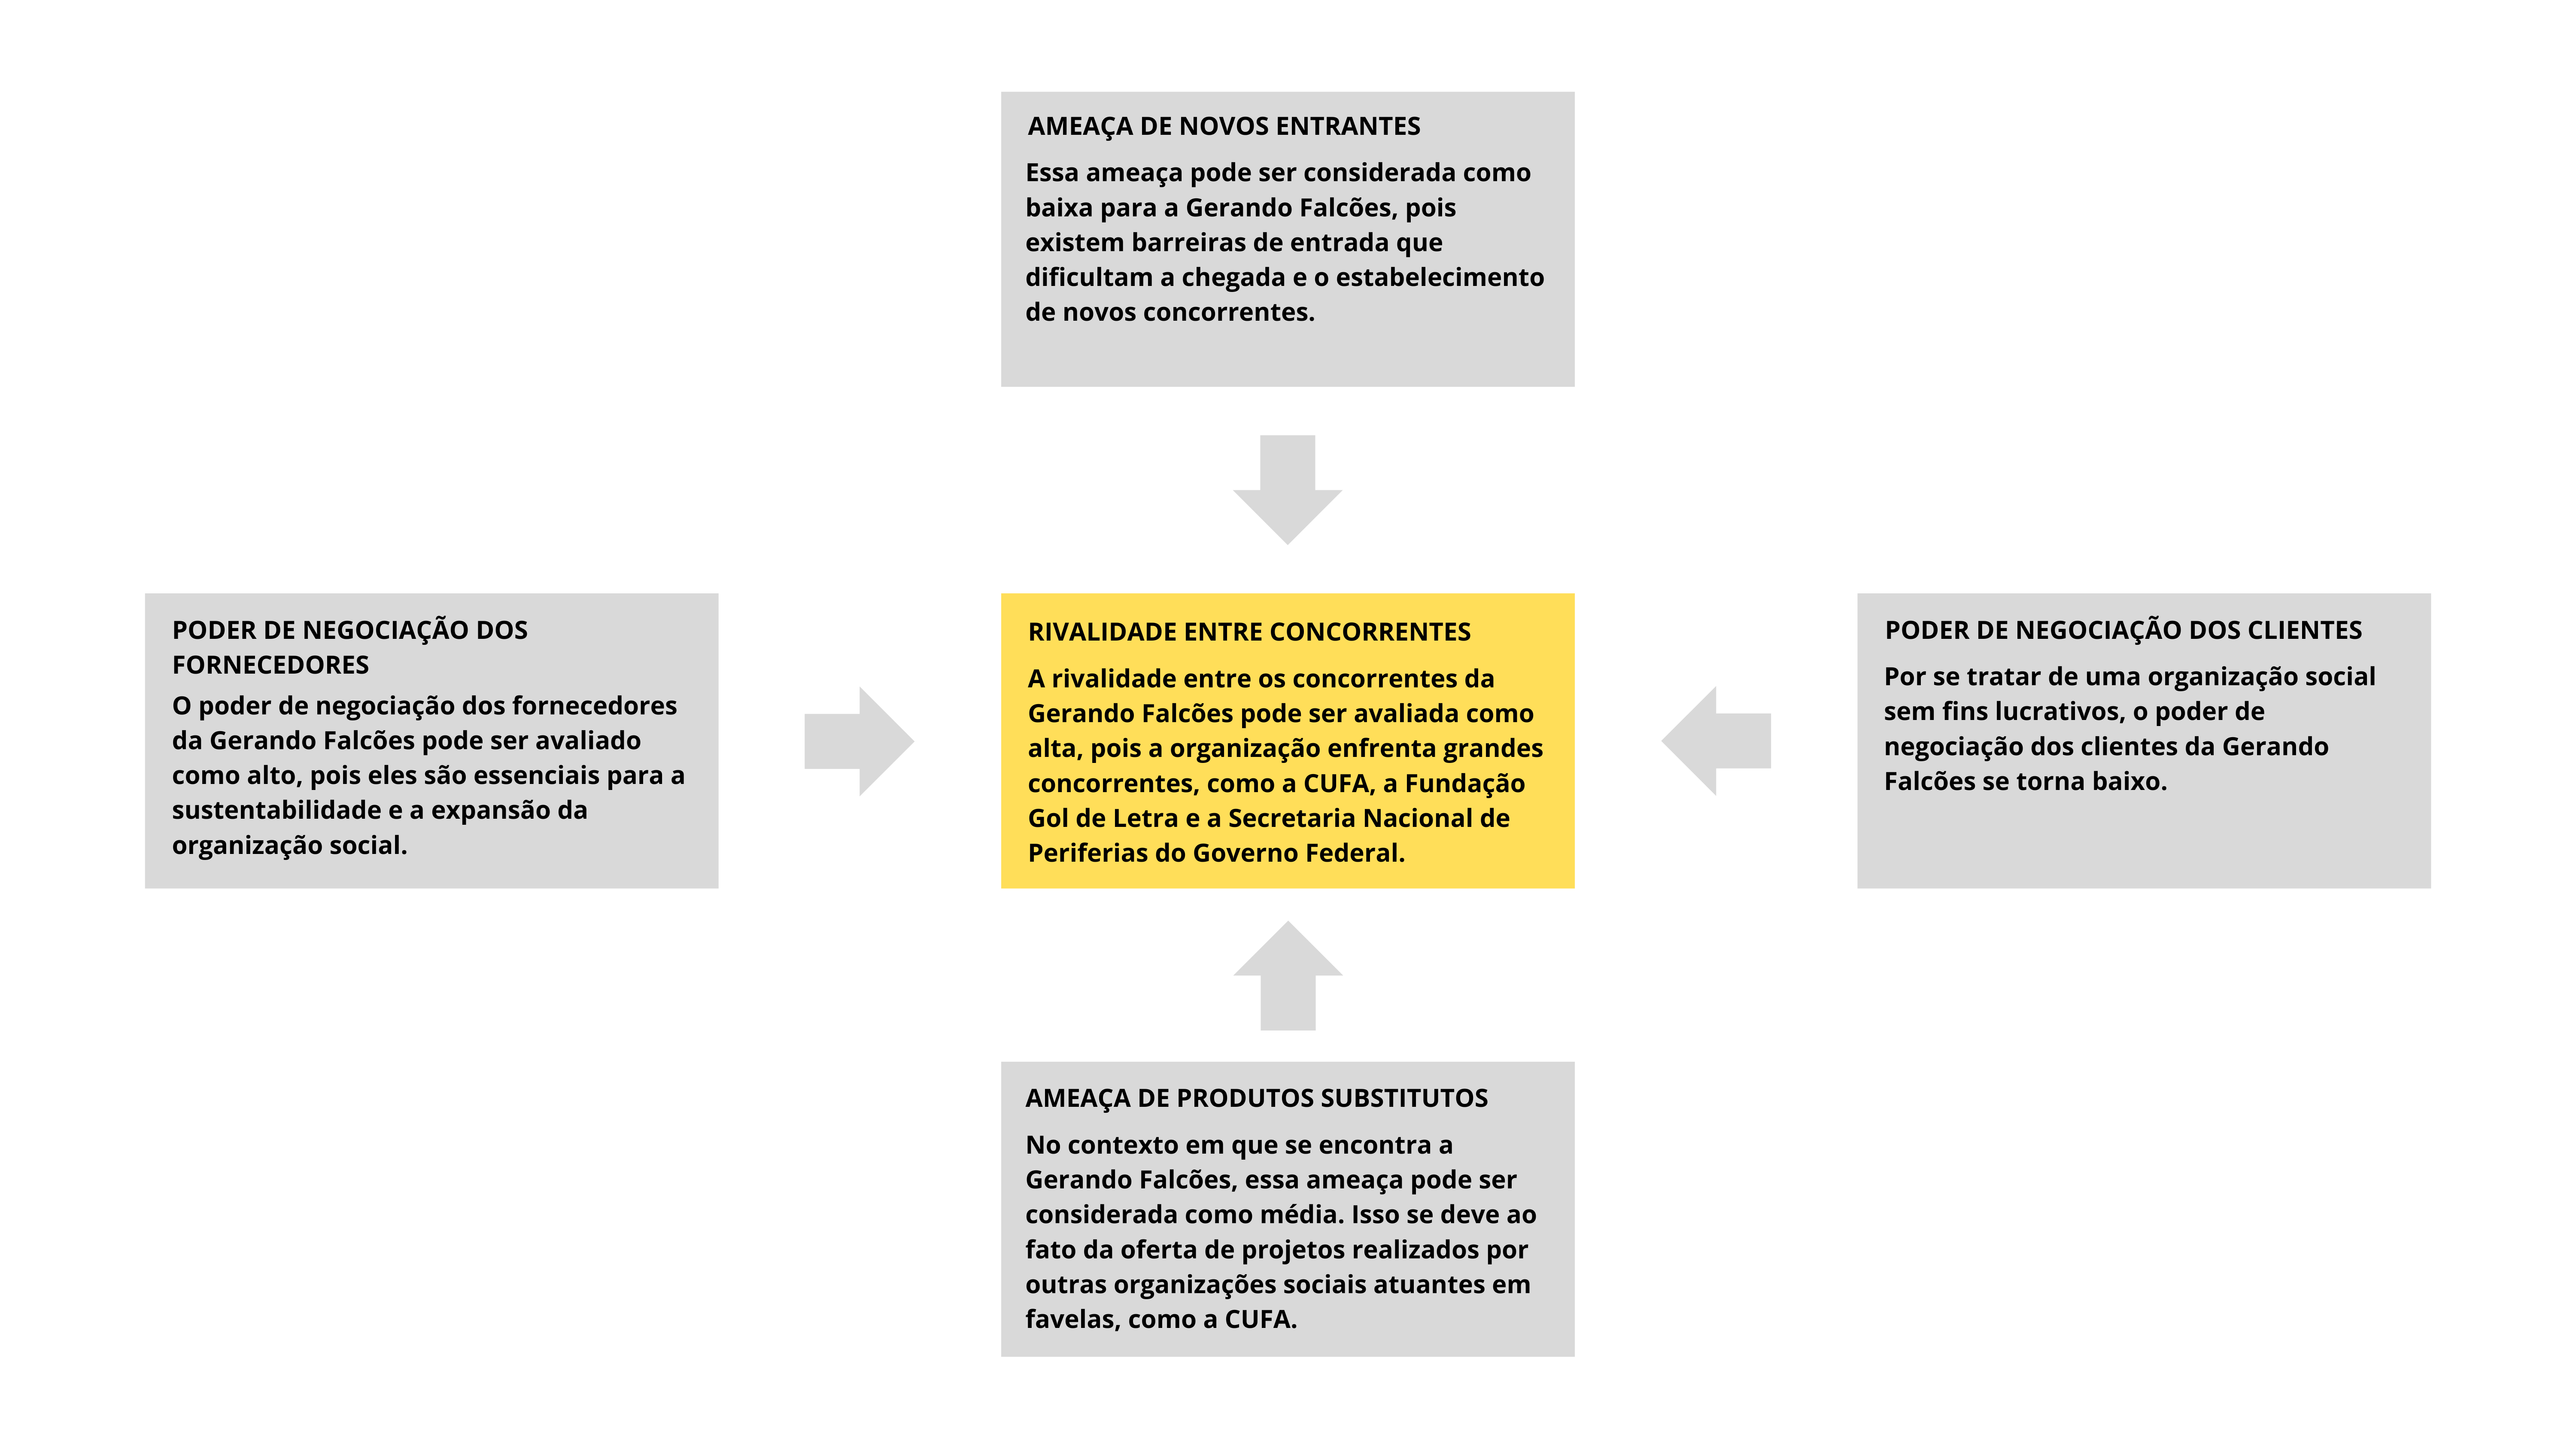 AMEAÇA DE NOVOS ENTRANTES
Essa ameaça pode ser considerada como
baixa para a Gerando Falcões, pois
existem barreiras de entrada que
dificultam a chegada e o estabelecimento
de novos concorrentes.
PODER DE NEGOCIAÇÃO DOS
FORNECEDORES
O poder de negociação dos fornecedores
da Gerando Falcões pode ser avaliado
como alto, pois eles são essenciais para a
sustentabilidade e a expansão da
organização social.
RIVALIDADE ENTRE CONCORRENTES
A rivalidade entre os concorrentes da
Gerando Falcões pode ser avaliada como
alta, pois a organização enfrenta grandes
concorrentes, como a CUFA, a Fundação
Gol de Letra e a Secretaria Nacional de
Periferias do Governo Federal.
PODER DE NEGOCIAÇÃO DOS CLIENTES
Por se tratar de uma organização social
sem fins lucrativos, o poder de
negociação dos clientes da Gerando
Falcões se torna baixo.
AMEAÇA DE PRODUTOS SUBSTITUTOS
No contexto em que se encontra a
Gerando Falcões, essa ameaça pode ser
considerada como média. Isso se deve ao
fato da oferta de projetos realizados por
outras organizações sociais atuantes em
favelas, como a CUFA.